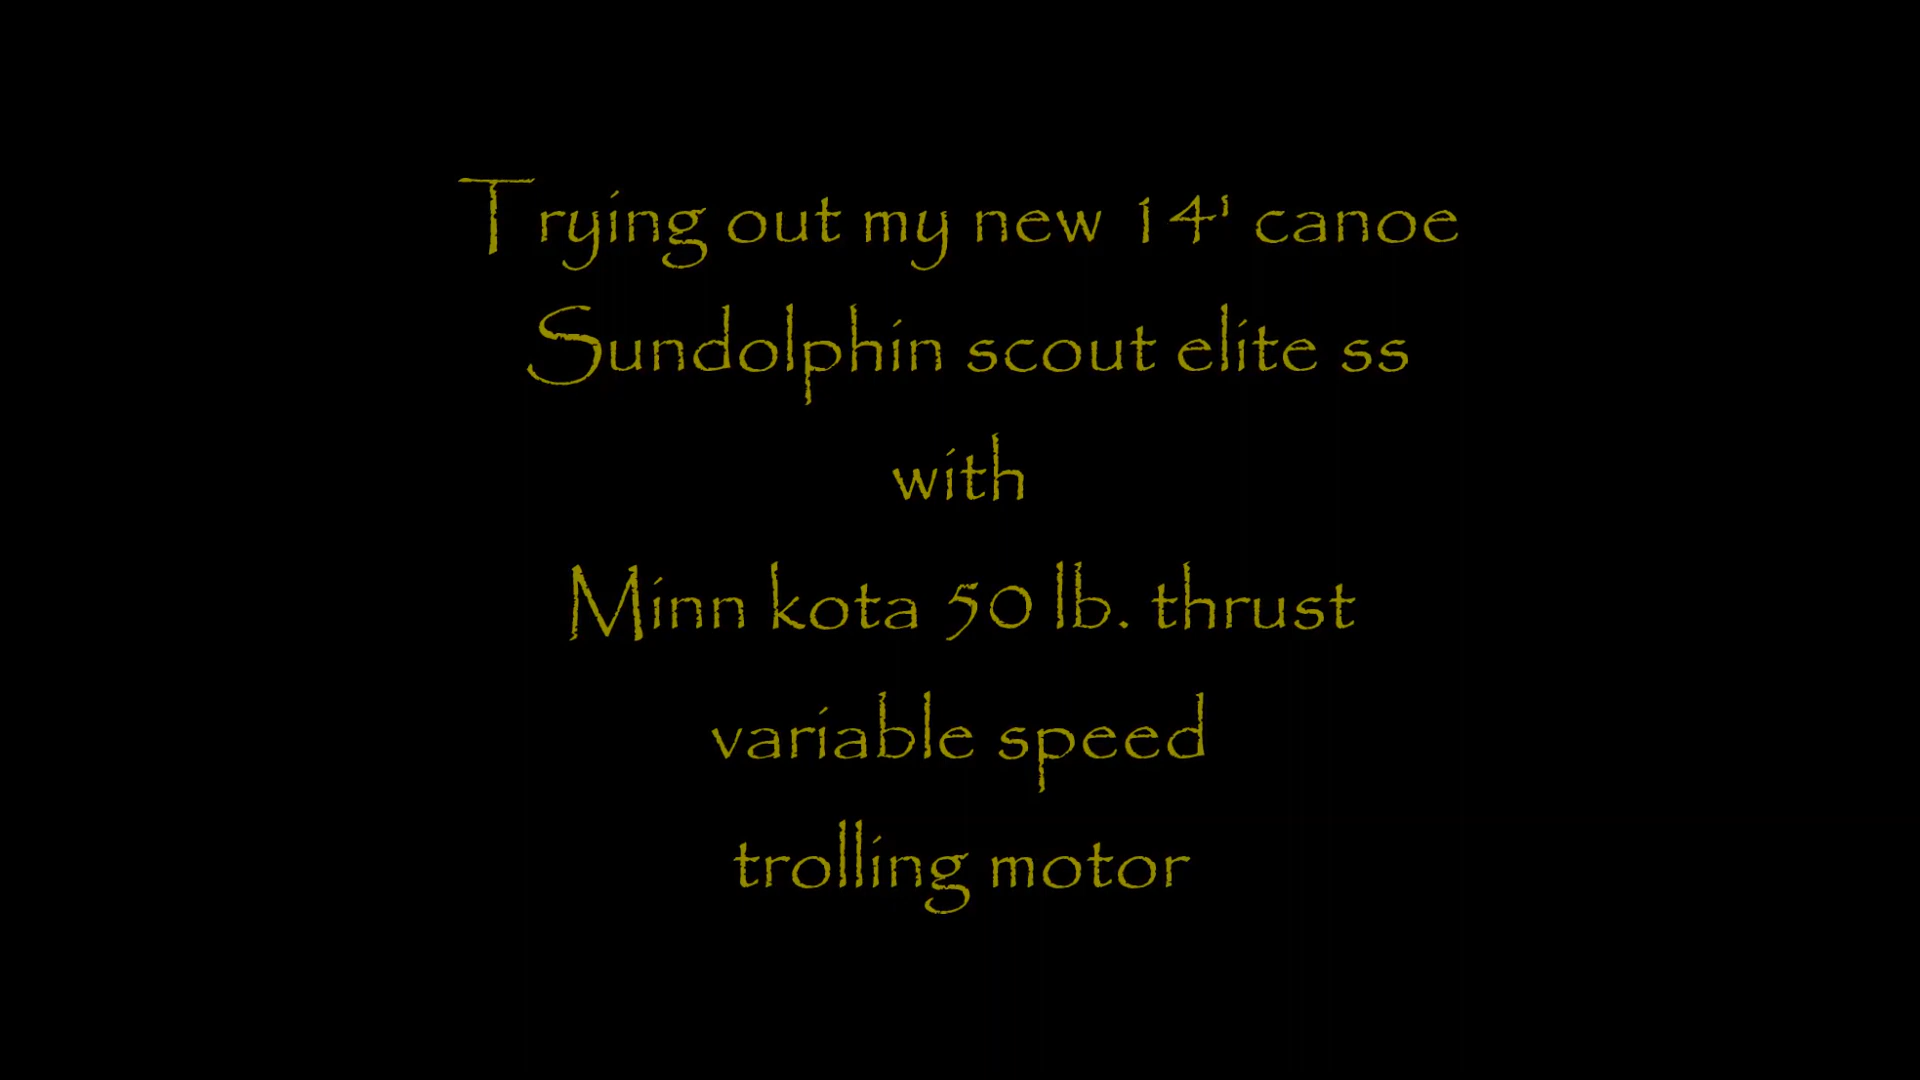 Trying out my new 14' canoe
Sundolphin scout elite ss
with
Minn kota 50 lb. thrust
variable speed
trolling motor